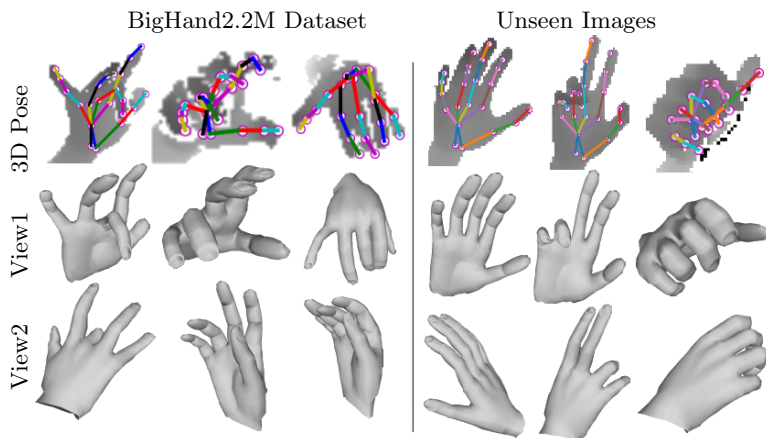 BigHand2.2M Dataset
Unseen Images
3D Pose
View1
View2